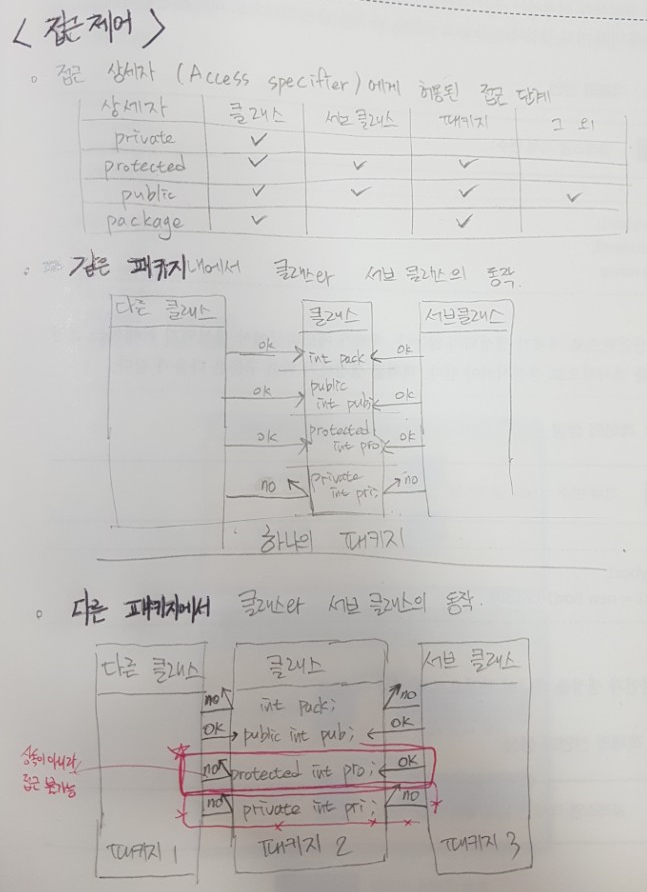 < 접근 제어 >
접근 상세자 (Access specifier)에게 허용된 접근 단계
상세자 클래스 서브클래스 패키지 그 외
private ✓
protected ✓ ✓ ✓
public ✓ ✓ ✓ ✓
package ✓ ✓
같은 패키지내에서 클래스와 서브클래스의 동작.
다른 클래스 클래스 서브클래스
ok int pack ok
public
ok int pub; ok
protected
ok int pro ok
private
no int pri; no
하나의 패키지
다른 패키지에서 클래스와 서브클래스의 동작.
다른 클래스 클래스 서브클래스
no int pack; no
OK public int pub; OK
상속이 아니라
접근 불가능
no protected int pro; OK
no private int pri; no
패키지 1 패키지 2 패키지 3